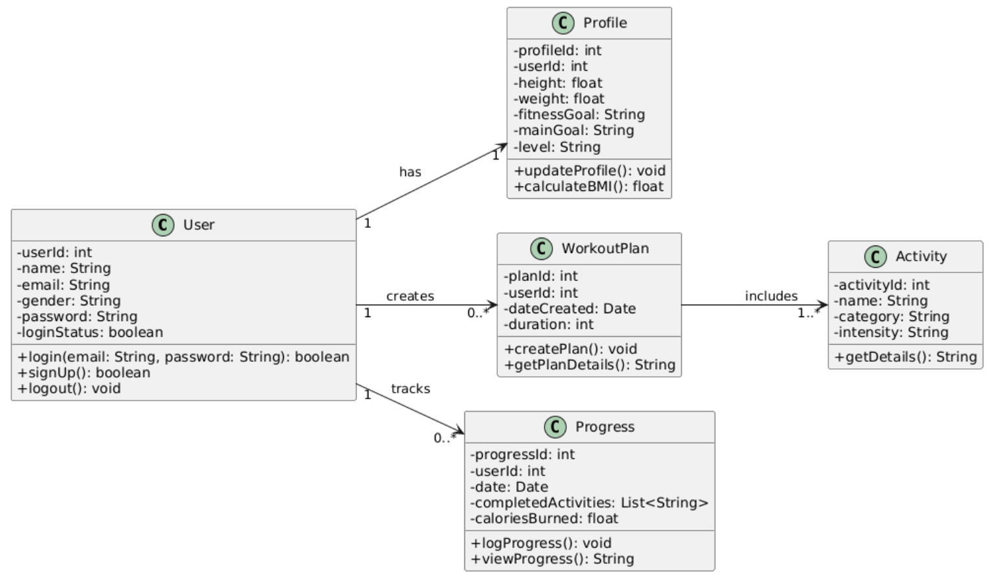 C Profile
-profileId: int
-userId: int
-height: float
-weight: float
-fitnessGoal: String
-mainGoal: String
-level: String
+updateProfile(): void
+calculateBMI(): float
has
1
1
C User
-userId: int
-name: String
-email: String
-gender: String
-password: String
-loginStatus: boolean
+login(email: String, password: String): boolean
+signUp(): boolean
+logout(): void
creates
1
0..*
C WorkoutPlan
-planId: int
-userId: int
-dateCreated: Date
-duration: int
+createPlan(): void
+getPlanDetails(): String
includes
1..*
C Activity
-activityId: int
-name: String
-category: String
-intensity: String
+getDetails(): String
tracks
1
0..*
C Progress
-progressId: int
-userId: int
-date: Date
-completedActivities: List<String>
-caloriesBurned: float
+logProgress(): void
+viewProgress(): String